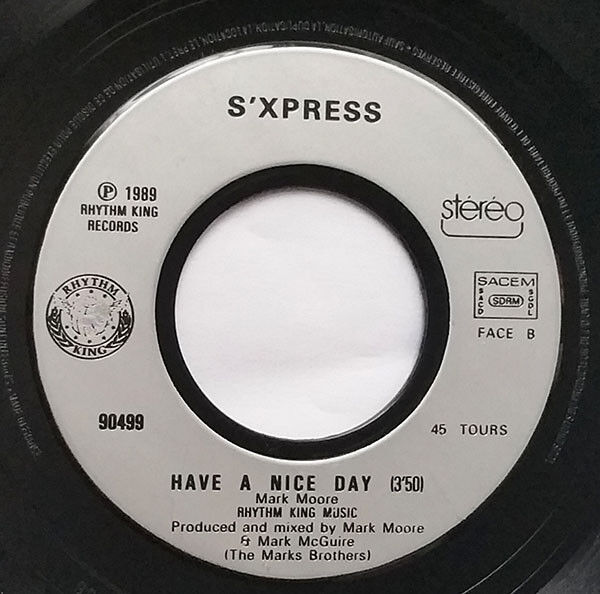 S'XPRESS
℗ 1989
RHYTHM KING
RECORDS
stéréo
RHYTHM
KING
SACEM
SACD
SDRM
SGDL
FACE B
90499
45 TOURS
HAVE A NICE DAY (3'50)
Mark Moore
RHYTHM KING MUSIC
Produced and mixed by Mark Moore
& Mark McGuire
(The Marks Brothers)